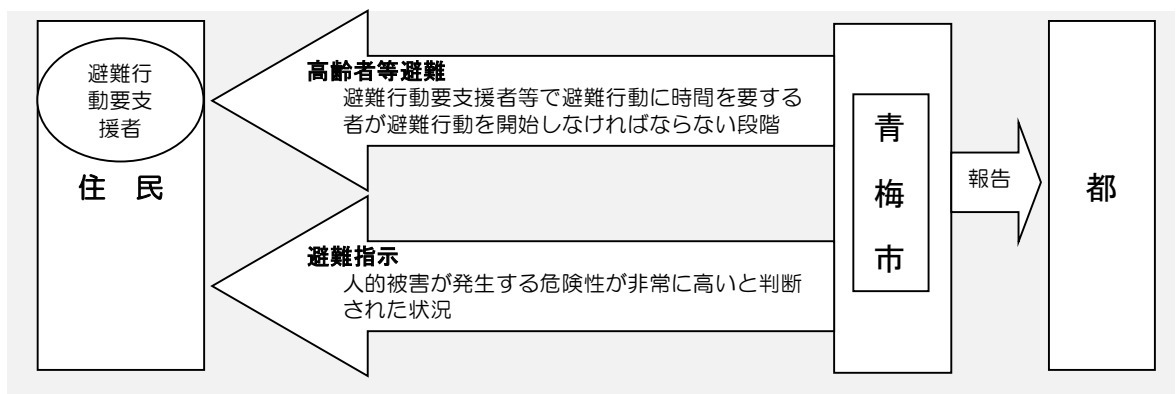 避難行
動要支
援者
住 民
高齢者等避難
避難行動要支援者等で避難行動に時間を要する
者が避難行動を開始しなければならない段階
避難指示
人的被害が発生する危険性が非常に高いと判断
された状況
青
梅
市
報告
都